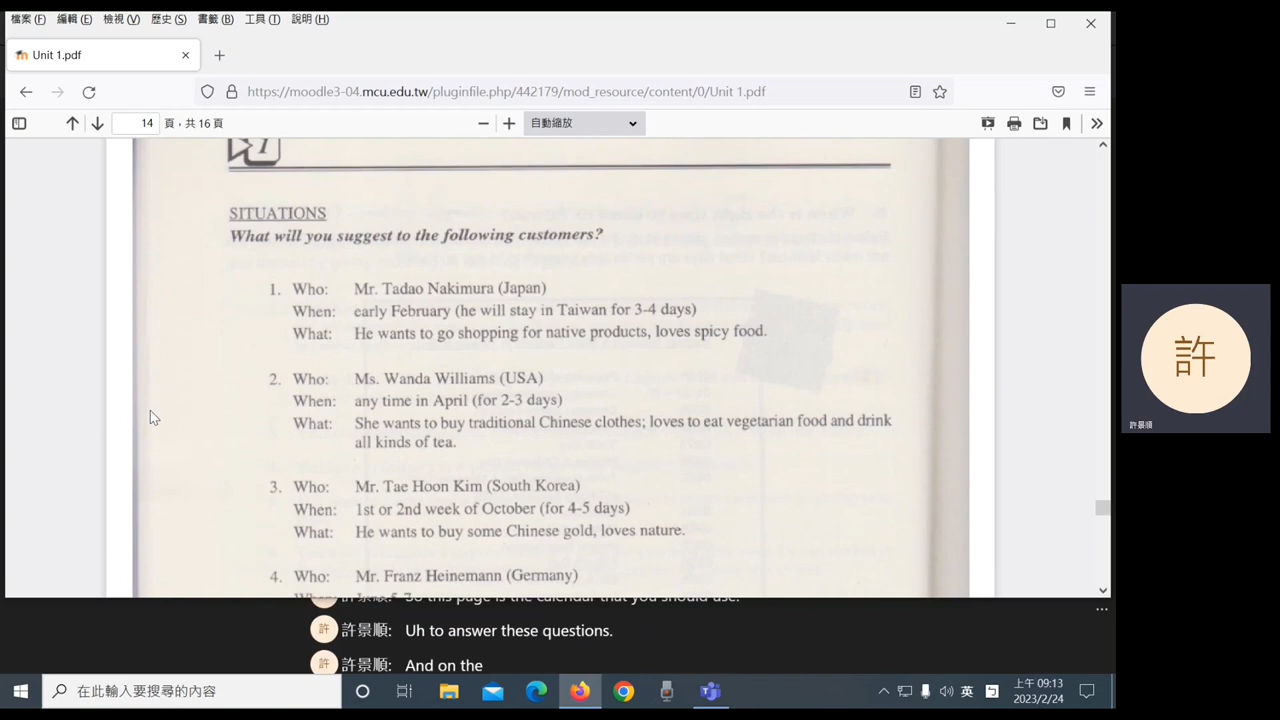 檔案 (F) 編輯 (E) 檢視 (V) 歷史 (S) 書籤 (B) 工具 (T) 說明 (H)
Unit 1.pdf
https://moodle3-04.mcu.edu.tw/pluginfile.php/442179/mod_resource/content/0/Unit 1.pdf
14 頁，共 16 頁
自動縮放
1
SITUATIONS
What will you suggest to the following customers?
1. Who: Mr. Tadao Nakimura (Japan)
When: early February (he will stay in Taiwan for 3-4 days)
What: He wants to go shopping for native products, loves spicy food.
2. Who: Ms. Wanda Williams (USA)
When: any time in April (for 2-3 days)
What: She wants to buy traditional Chinese clothes; loves to eat vegetarian food and drink
all kinds of tea.
3. Who: Mr. Tae Hoon Kim (South Korea)
When: 1st or 2nd week of October (for 4-5 days)
What: He wants to buy some Chinese gold, loves nature.
4. Who: Mr. Franz Heinemann (Germany)
許景順: So this page is the calendar that you should use.
許 許景順: Uh to answer these questions.
許 許景順: And on the
許
許景順
在此輸入要搜尋的內容
英
上午 09:13
2023/2/24